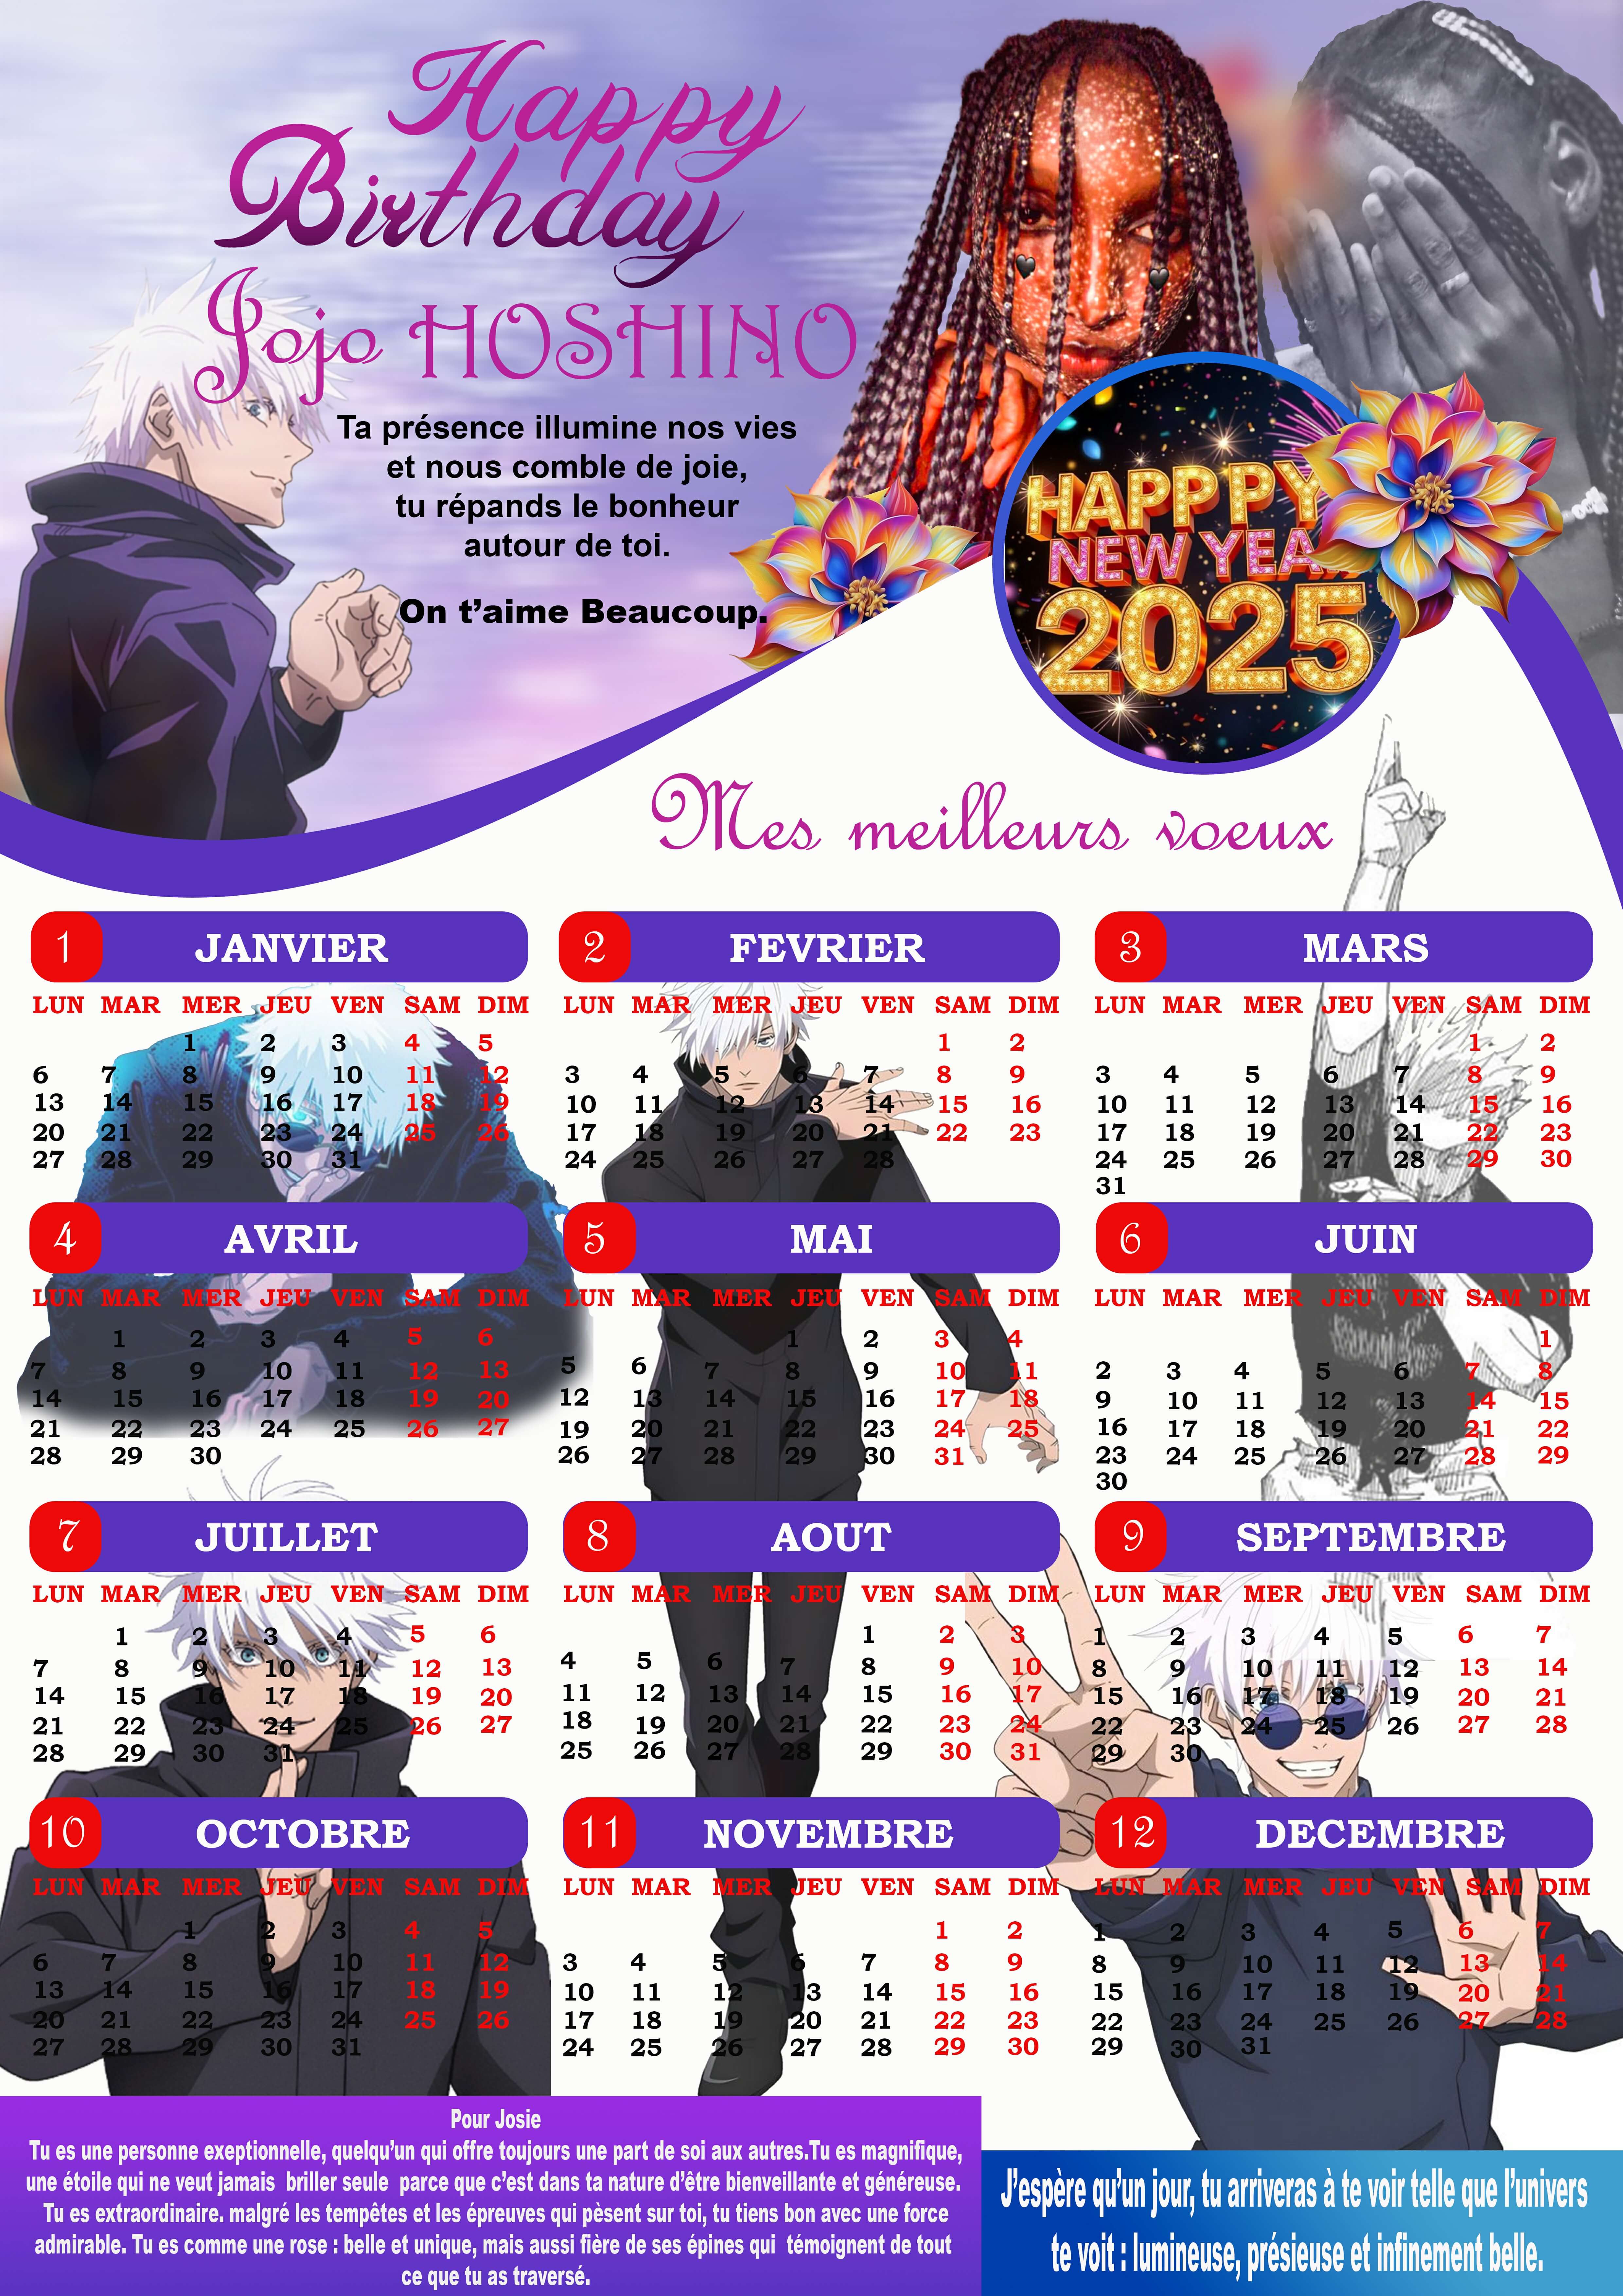 Happy
Birthday
Jojo HOSHINO
Ta présence illumine nos vies
et nous comble de joie,
tu répands le bonheur
autour de toi.
On t’aime Beaucoup.
HAPPPY
NEW YEA
2025
Mes meilleurs voeux
1 JANVIER
LUN MAR MER JEU VEN SAM DIM
1 2 3 4 5
6 7 8 9 10 11 12
13 14 15 16 17 18 19
20 21 22 23 24 25 26
27 28 29 30 31
2 FEVRIER
LUN MAR MER JEU VEN SAM DIM
1 2
3 4 5 6 7 8 9
10 11 12 13 14 15 16
17 18 19 20 21 22 23
24 25 26 27 28
3 MARS
LUN MAR MER JEU VEN SAM DIM
1 2
3 4 5 6 7 8 9
10 11 12 13 14 15 16
17 18 19 20 21 22 23
24 25 26 27 28 29 30
31
4 AVRIL
LUN MAR MER JEU VEN SAM DIM
1 2 3 4 5 6
7 8 9 10 11 12 13
14 15 16 17 18 19 20
21 22 23 24 25 26 27
28 29 30
5 MAI
LUN MAR MER JEU VEN SAM DIM
1 2 3 4
5 6 7 8 9 10 11
12 13 14 15 16 17 18
19 20 21 22 23 24 25
26 27 28 29 30 31
6 JUIN
LUN MAR MER JEU VEN SAM DIM
1
2 3 4 5 6 7 8
9 10 11 12 13 14 15
16 17 18 19 20 21 22
23 24 25 26 27 28 29
30
7 JUILLET
LUN MAR MER JEU VEN SAM DIM
1 2 3 4 5 6
7 8 9 10 11 12 13
14 15 16 17 18 19 20
21 22 23 24 25 26 27
28 29 30 31
8 AOUT
LUN MAR MER JEU VEN SAM DIM
1 2 3
4 5 6 7 8 9 10
11 12 13 14 15 16 17
18 19 20 21 22 23 24
25 26 27 28 29 30 31
9 SEPTEMBRE
LUN MAR MER JEU VEN SAM DIM
1 2 3 4 5 6 7
8 9 10 11 12 13 14
15 16 17 18 19 20 21
22 23 24 25 26 27 28
29 30
10 OCTOBRE
LUN MAR MER JEU VEN SAM DIM
1 2 3 4 5
6 7 8 9 10 11 12
13 14 15 16 17 18 19
20 21 22 23 24 25 26
27 28 29 30 31
11 NOVEMBRE
LUN MAR MER JEU VEN SAM DIM
1 2
3 4 5 6 7 8 9
10 11 12 13 14 15 16
17 18 19 20 21 22 23
24 25 26 27 28 29 30
12 DECEMBRE
LUN MAR MER JEU VEN SAM DIM
1 2 3 4 5 6 7
8 9 10 11 12 13 14
15 16 17 18 19 20 21
22 23 24 25 26 27 28
29 30 31
Pour Josie
Tu es une personne exeptionnelle, quelqu’un qui offre toujours une part de soi aux autres.Tu es magnifique,
une étoile qui ne veut jamais briller seule parce que c’est dans ta nature d’être bienveillante et généreuse.
Tu es extraordinaire. malgré les tempêtes et les épreuves qui pèsent sur toi, tu tiens bon avec une force
admirable. Tu es comme une rose : belle et unique, mais aussi fière de ses épines qui témoignent de tout
ce que tu as traversé.
J’espère qu’un jour, tu arriveras à te voir telle que l’univers
te voit : lumineuse, présieuse et infinement belle.